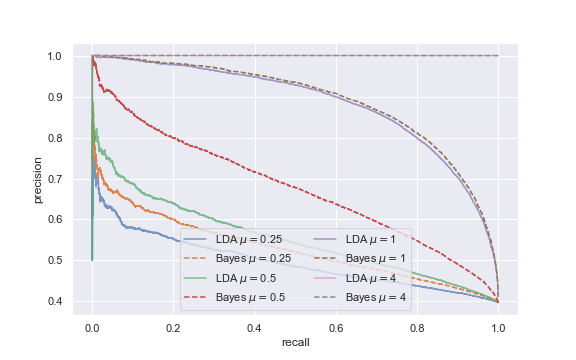 1.0
0.9
0.8
0.7
0.6
0.5
0.4
precision
LDA μ = 0.25
Bayes μ = 0.25
LDA μ = 0.5
Bayes μ = 0.5
LDA μ = 1
Bayes μ = 1
LDA μ = 4
Bayes μ = 4
0.0 0.2 0.4 0.6 0.8 1.0
recall